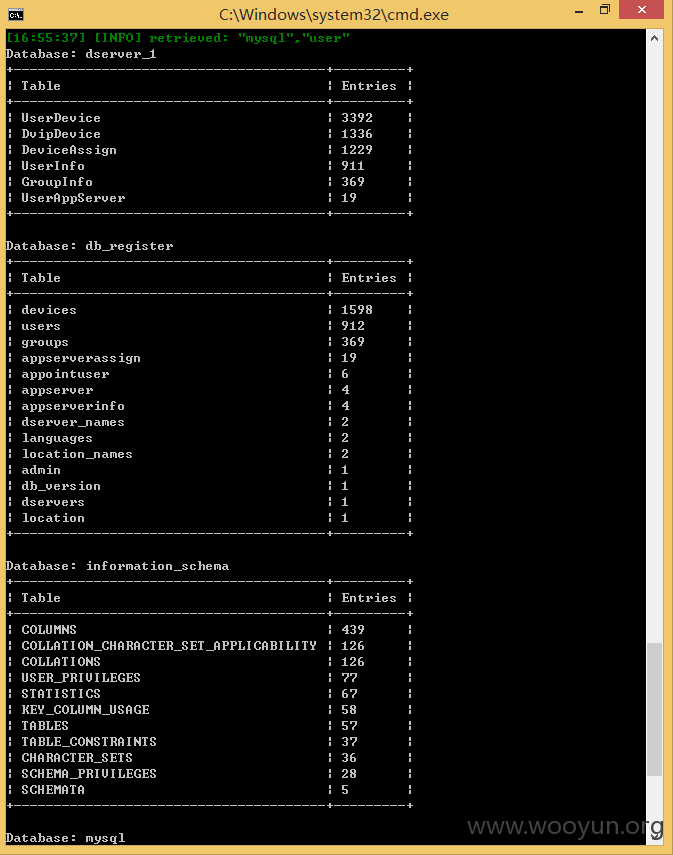 C:\Windows\system32\cmd.exe
[16:55:37] [INFO] retrieved: "mysql","user"
Database: dserver_1
+----------------------------------------+----------+
| Table | Entries |
+----------------------------------------+----------+
| UserDevice | 3392 |
| DvipDevice | 1336 |
| DeviceAssign | 1229 |
| UserInfo | 911 |
| GroupInfo | 369 |
| UserAppServer | 19 |
+----------------------------------------+----------+
Database: db_register
+----------------------------------------+----------+
| Table | Entries |
+----------------------------------------+----------+
| devices | 1598 |
| users | 912 |
| groups | 369 |
| appserverassign | 19 |
| appointuser | 6 |
| appserver | 4 |
| appserverinfo | 4 |
| dserver_names | 2 |
| languages | 2 |
| location_names | 2 |
| admin | 1 |
| db_version | 1 |
| dservers | 1 |
| location | 1 |
+----------------------------------------+----------+
Database: information_schema
+----------------------------------------+----------+
| Table | Entries |
+----------------------------------------+----------+
| COLUMNS | 439 |
| COLLATION_CHARACTER_SET_APPLICABILITY | 126 |
| COLLATIONS | 126 |
| USER_PRIVILEGES | 77 |
| STATISTICS | 67 |
| KEY_COLUMN_USAGE | 58 |
| TABLES | 57 |
| TABLE_CONSTRAINTS | 37 |
| CHARACTER_SETS | 36 |
| SCHEMA_PRIVILEGES | 28 |
| SCHEMATA | 5 |
+----------------------------------------+----------+
Database: mysql
www.wooyun.org